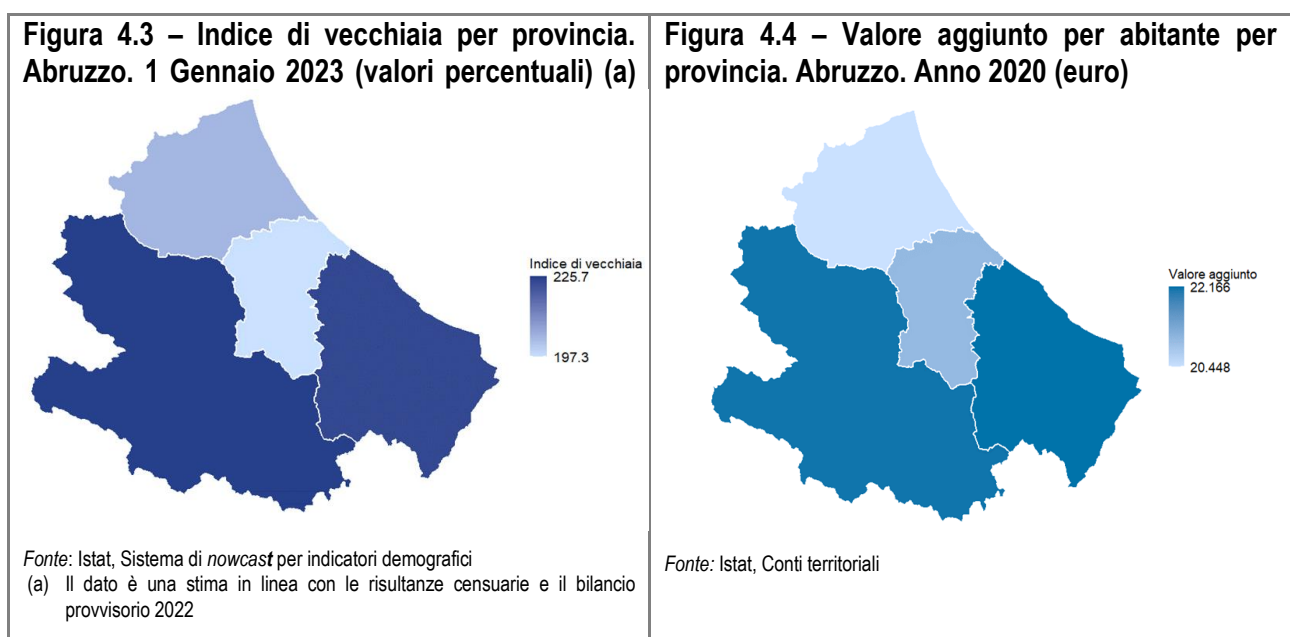 Figura 4.3 – Indice di vecchiaia per provincia.
Abruzzo. 1 Gennaio 2023 (valori percentuali) (a)
Indice di vecchiaia
225.7
197.3
Fonte: Istat, Sistema di nowcast per indicatori demografici
(a) Il dato è una stima in linea con le risultanze censuarie e il bilancio
provvisorio 2022
Figura 4.4 – Valore aggiunto per abitante per
provincia. Abruzzo. Anno 2020 (euro)
Valore aggiunto
22.166
20.448
Fonte: Istat, Conti territoriali